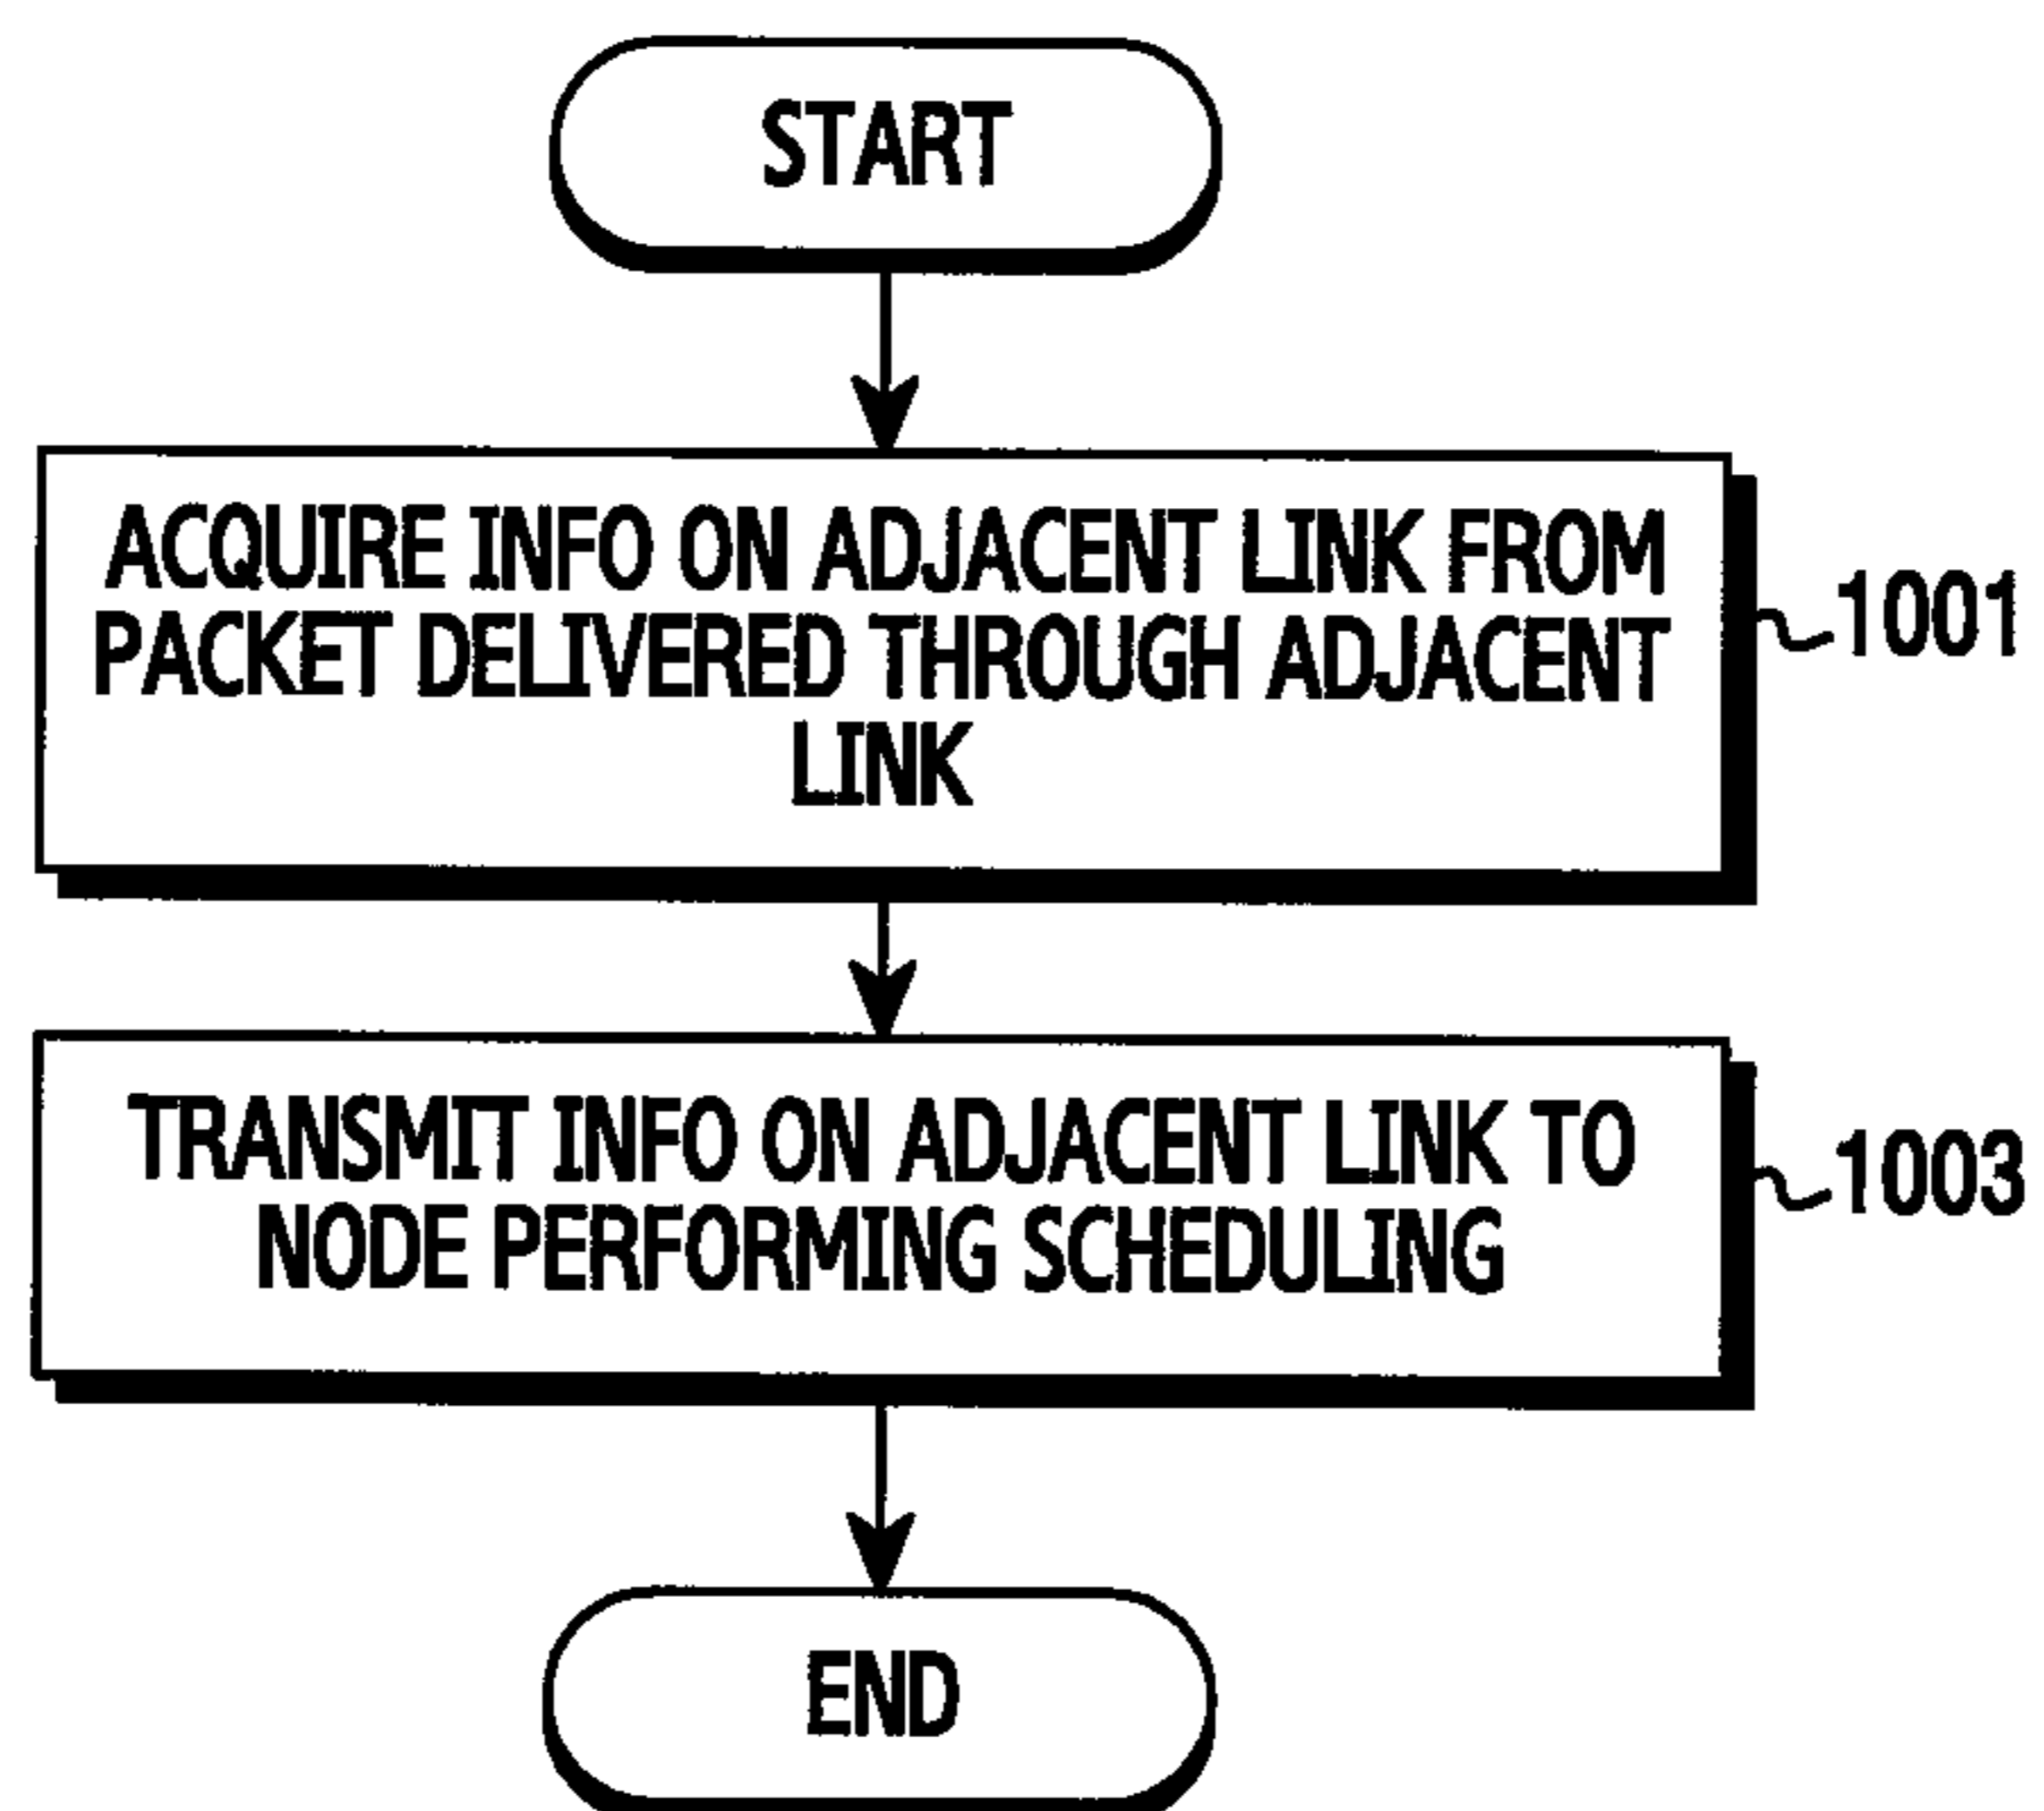 START
ACQUIRE INFO ON ADJACENT LINK FROM
PACKET DELIVERED THROUGH ADJACENT
LINK
1001
TRANSMIT INFO ON ADJACENT LINK TO
NODE PERFORMING SCHEDULING
1003
END